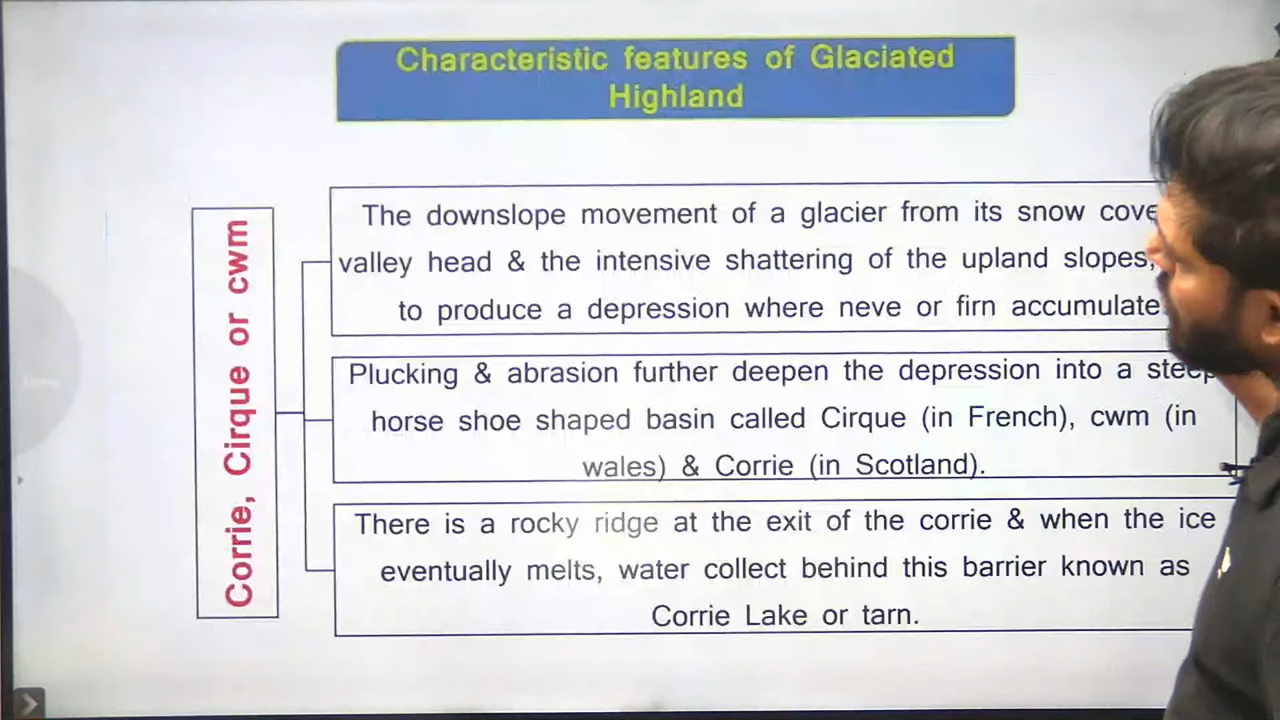 Characteristic features of Glaciated
Highland
Corrie, Cirque or cwm
The downslope movement of a glacier from its snow
valley head & the intensive shattering of the upland slopes,
to produce a depression where neve or firn accumulate
Plucking & abrasion further deepen the depression into a steep
horse shoe shaped basin called Cirque (in French), cwm (in
wales) & Corrie (in Scotland).
There is a rocky ridge at the exit of the corrie & when the ice
eventually melts, water collect behind this barrier known as
Corrie Lake or tarn.